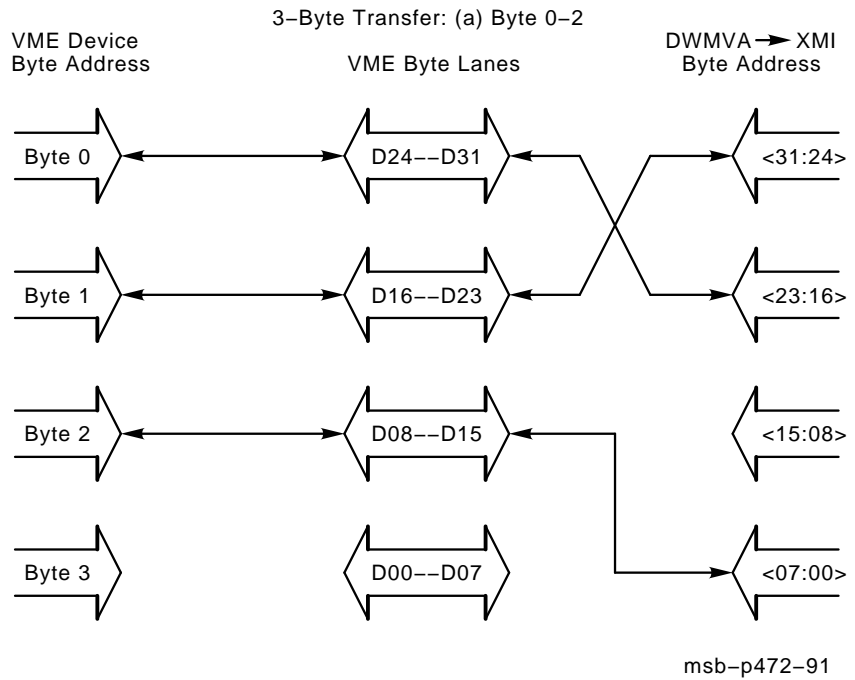 3−Byte Transfer: (a) Byte 0−2
VME Device
Byte Address
VME Byte Lanes
DWMVA XMI
Byte Address
Byte 0
D24−−D31
<31:24>
Byte 1
D16−−D23
<23:16>
Byte 2
D08−−D15
<15:08>
Byte 3
D00−−D07
<07:00>
msb−p472−91